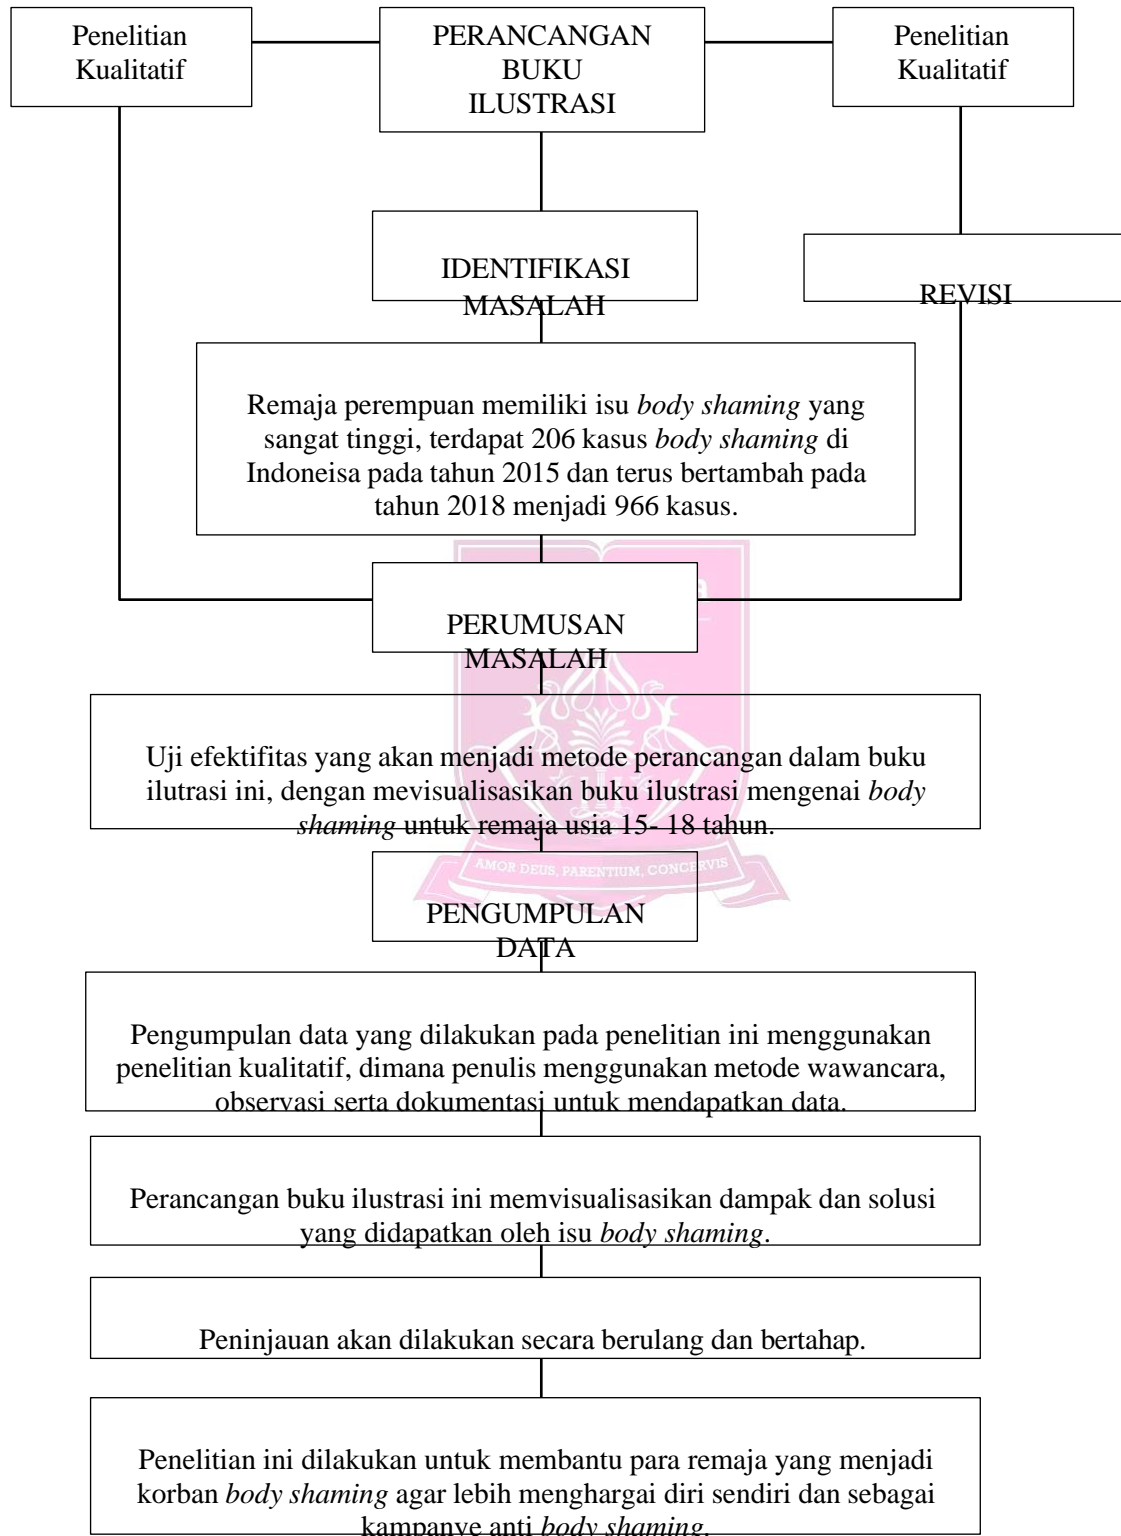 Penelitian
Kualitatif
PERANCANGAN
BUKU
ILUSTRASI
Penelitian
Kualitatif
IDENTIFIKASI
MASALAH
REVISI
Remaja perempuan memiliki isu body shaming yang
sangat tinggi, terdapat 206 kasus body shaming di
Indoneisa pada tahun 2015 dan terus bertambah pada
tahun 2018 menjadi 966 kasus.
PERUMUSAN
MASALAH
Uji efektifitas yang akan menjadi metode perancangan dalam buku
ilutrasi ini, dengan mevisualisasikan buku ilustrasi mengenai body
shaming untuk remaja usia 15- 18 tahun.
AMOR DEUS, PARENTIUM, CONCERVIS
PENGUMPULAN
DATA
Pengumpulan data yang dilakukan pada penelitian ini menggunakan
penelitian kualitatif, dimana penulis menggunakan metode wawancara,
observasi serta dokumentasi untuk mendapatkan data.
Perancangan buku ilustrasi ini memvisualisasikan dampak dan solusi
yang didapatkan oleh isu body shaming.
Peninjauan akan dilakukan secara berulang dan bertahap.
Penelitian ini dilakukan untuk membantu para remaja yang menjadi
korban body shaming agar lebih menghargai diri sendiri dan sebagai
kampanye anti body shaming.